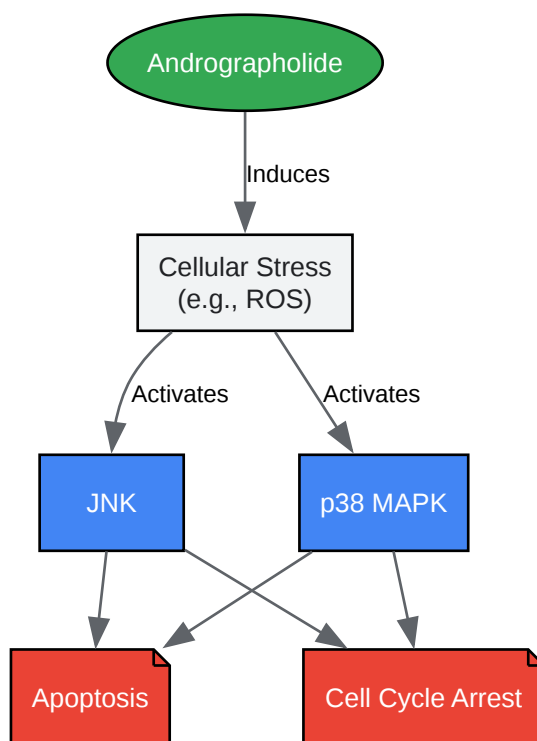 Andrographolide
Induces
Cellular Stress
(e.g., ROS)
Activates
Activates
JNK
p38 MAPK
Apoptosis
Cell Cycle Arrest